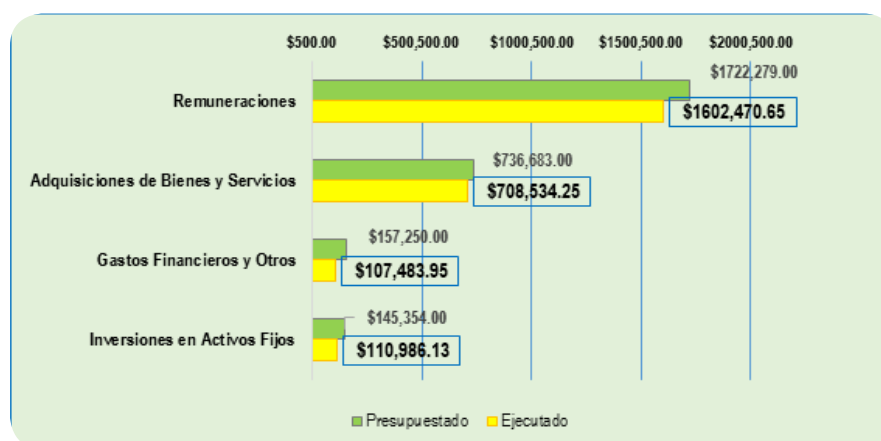 $500.00 $500,500.00 $1000,500.00 $1500,500.00 $2000,500.00
$1722,279.00
Remuneraciones
$1602,470.65
$736,683.00
Adquisiciones de Bienes y Servicios
$708,534.25
$157,250.00
Gastos Financieros y Otros
$107,483.95
$145,354.00
Inversiones en Activos Fijos
$110,986.13
Presupuestado Ejecutado